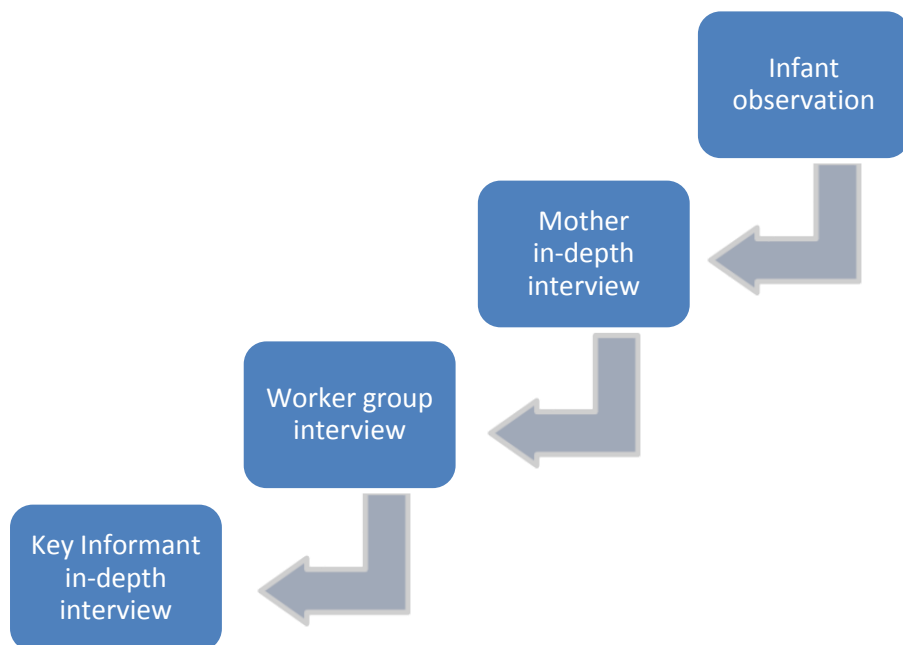 Infant
observation
Mother
in-depth
interview
Worker group
interview
Key Informant
in-depth
interview